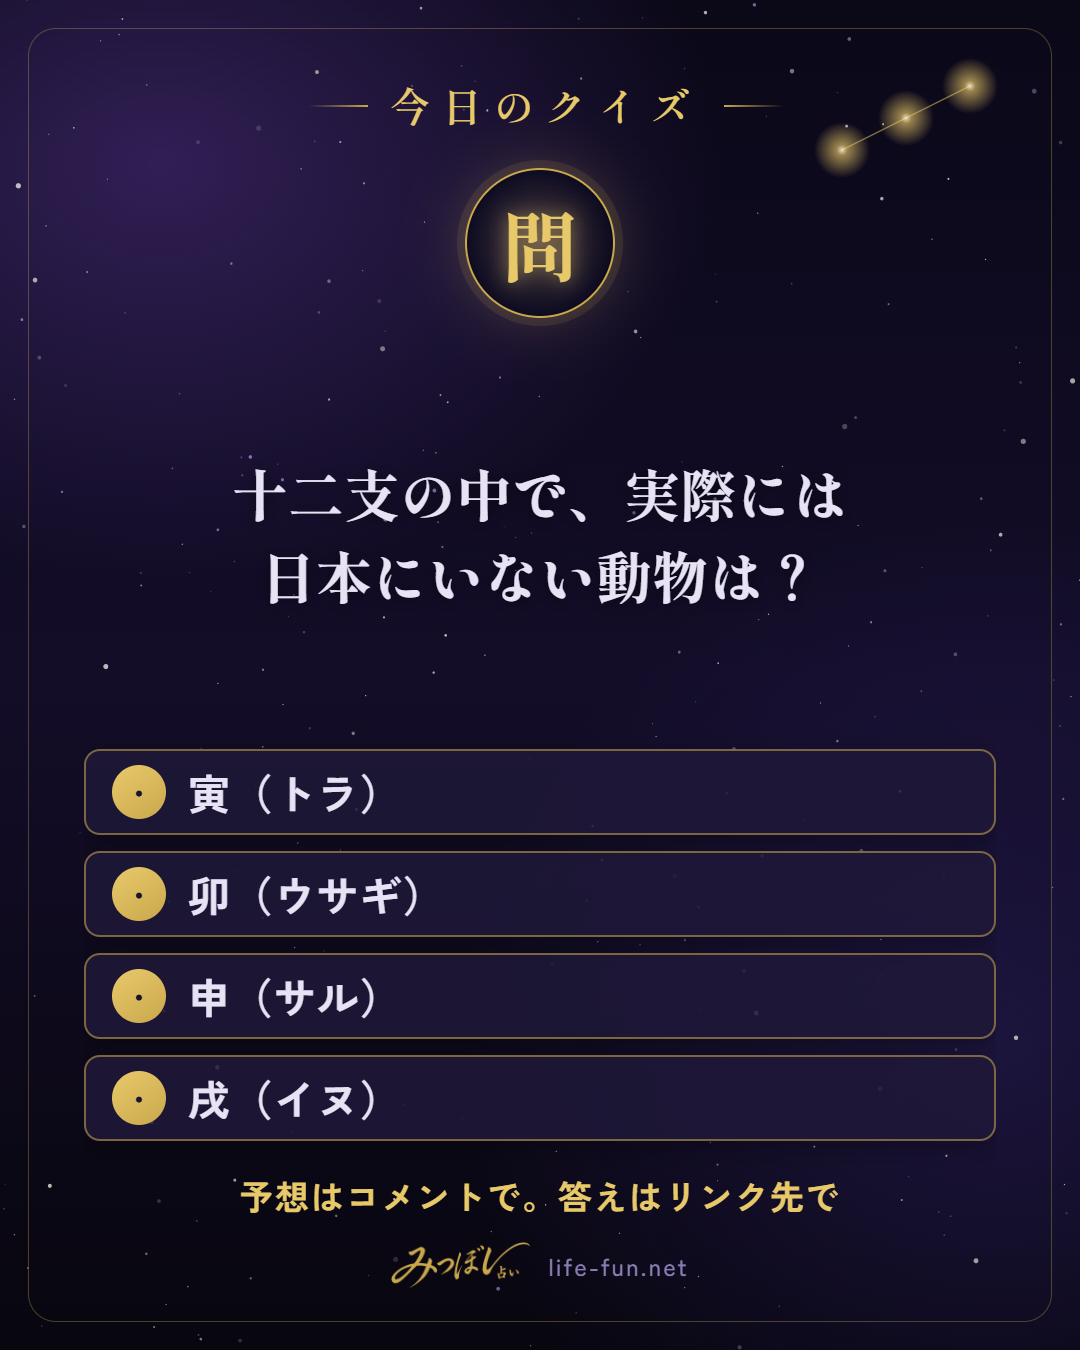 今日のクイズ
問
十二支の中で、実際には
日本にいない動物は？
寅（トラ）
卯（ウサギ）
申（サル）
戌（イヌ）
予想はコメントで。答えはリンク先で
みつぼし占い life-fun.net